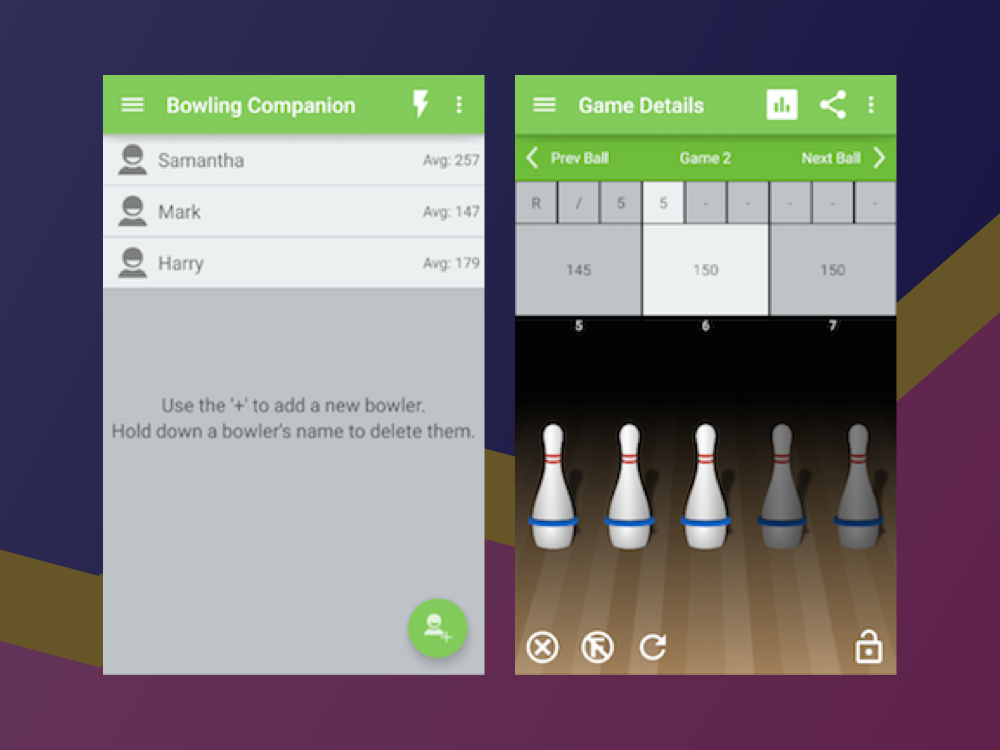 Bowling Companion
Samantha Avg: 257
Mark Avg: 147
Harry Avg: 179
Use the '+' to add a new bowler.
Hold down a bowler's name to delete them.
Game Details
Prev Ball Game 2 Next Ball
R / 5 5 - - - - -
145 150 150
5 6 7
F